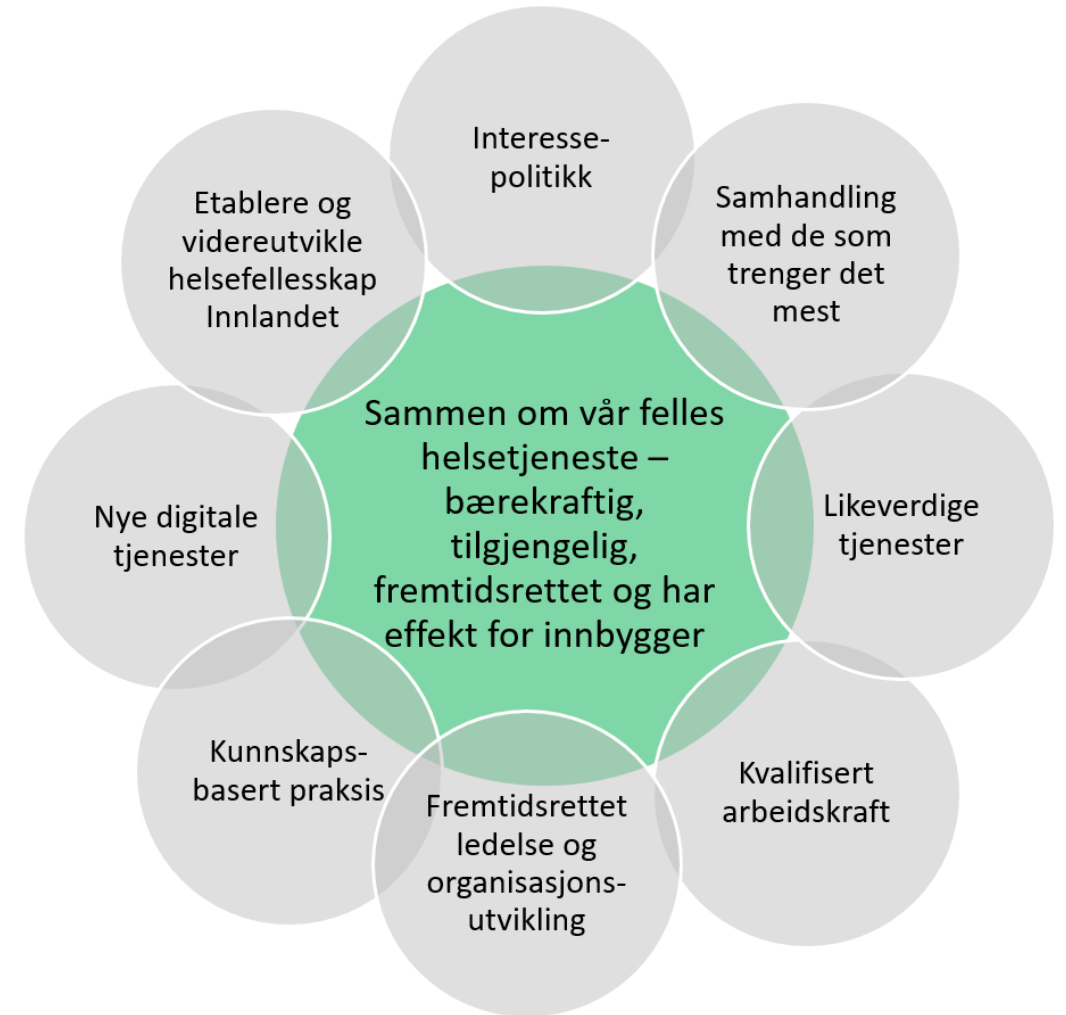 Interesse-
politikk
Samhandling
med de som
trenger det
mest
Likeverdige
tjenester
Kvalifisert
arbeidskraft
Fremtidsrettet
ledelse og
organisasjons-
utvikling
Kunnskaps-
basert praksis
Nye digitale
tjenester
Etablere og
videreutvikle
helsefellesskap
Innlandet
Sammen om vår felles
helsetjeneste –
bærekraftig,
tilgjengelig,
fremtidsrettet og har
effekt for innbygger